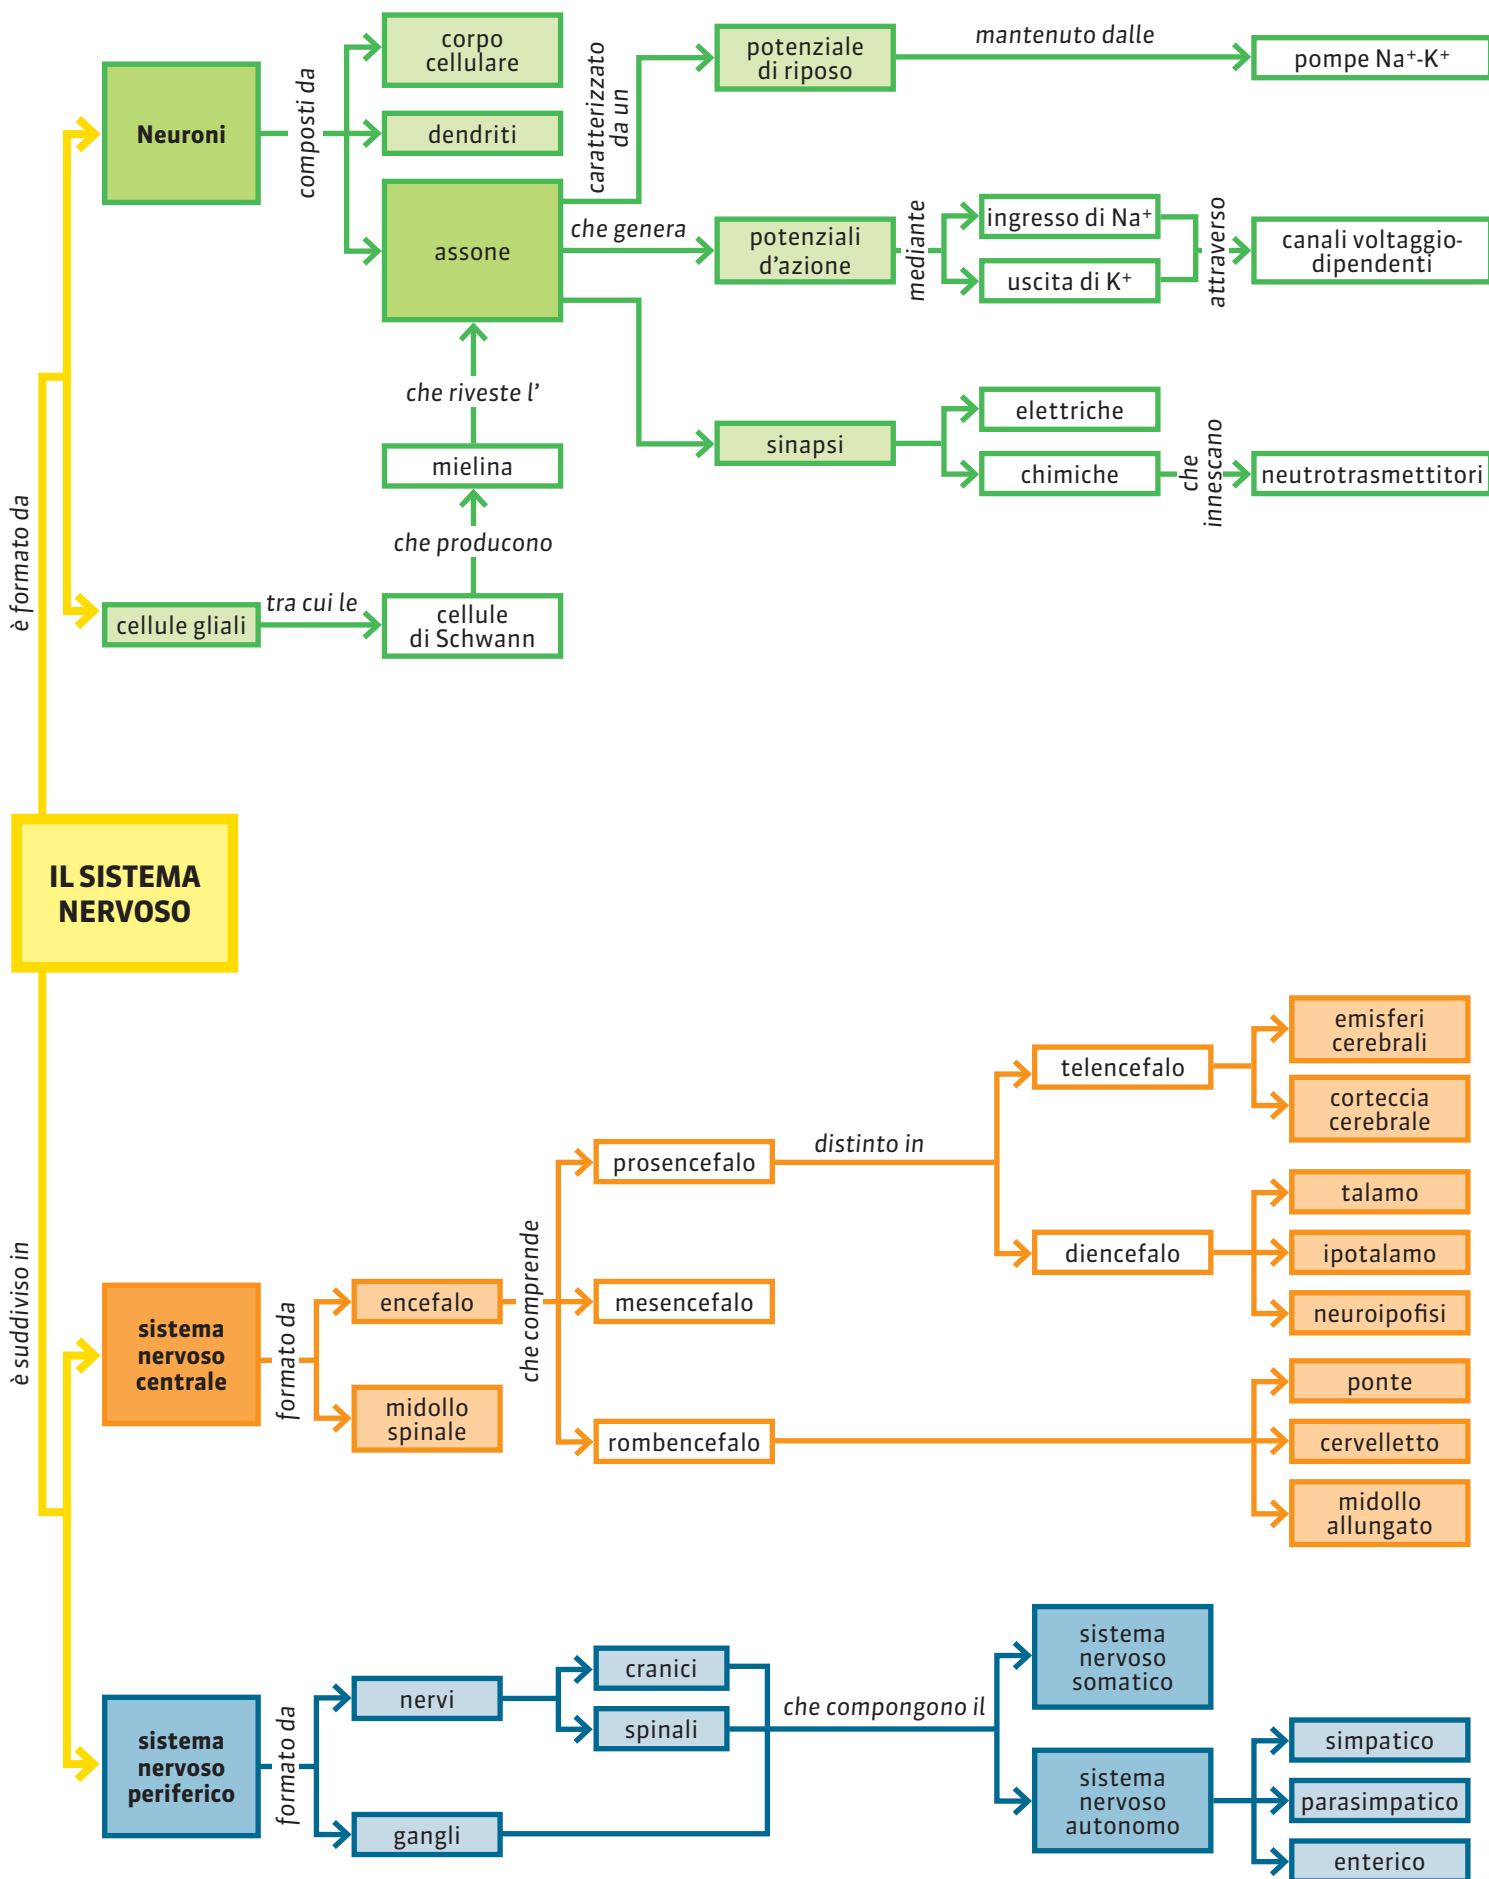 corpo
cellulare
Neuroni
composti da
dendriti
assone
caratterizzato
da un
potenziale
di riposo
mantenuto dalle
pompe Na⁺-K⁺
che genera
potenziali
d’azione
mediante
ingresso di Na⁺
uscita di K⁺
attraverso
canali voltaggio-
dipendenti
sinapsi
elettriche
chimiche
che
innescano
neutrotrasmettitori
che riveste l’
mielina
che producono
è formato da
cellule gliali
tra cui le
cellule
di Schwann
IL SISTEMA
NERVOSO
è suddiviso in
sistema
nervoso
centrale
formato da
encefalo
midollo
spinale
che comprende
prosencefalo
distinto in
telencefalo
emisferi
cerebrali
corteccia
cerebrale
diencefalo
talamo
ipotalamo
neuroipofisi
mesencefalo
rombencefalo
ponte
cervelletto
midollo
allungato
sistema
nervoso
periferico
formato da
nervi
cranici
spinali
gangli
che compongono il
sistema
nervoso
somatico
sistema
nervoso
autonomo
simpatico
parasimpatico
enterico